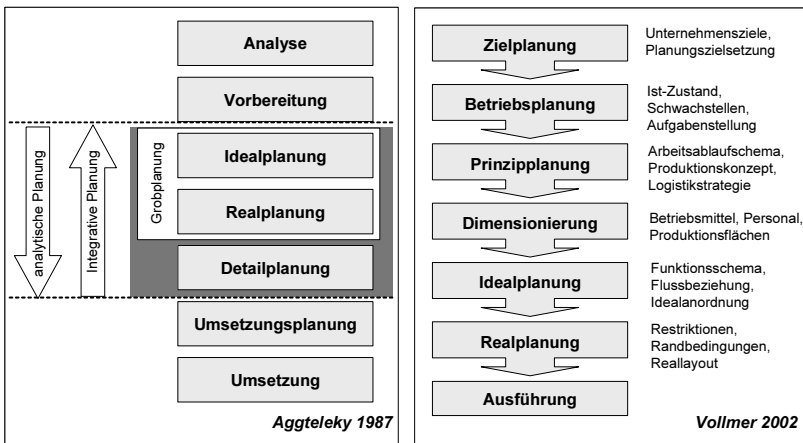 Analyse
Vorbereitung
analytische Planung
Integrative Planung
Grobplanung
Idealplanung
Realplanung
Detailplanung
Umsetzungsplanung
Umsetzung
Aggteleky 1987
Zielplanung
Unternehmensziele,
Planungszielsetzung
Betriebsplanung
Ist-Zustand,
Schwachstellen,
Aufgabenstellung
Prinzipplanung
Arbeitsablaufschema,
Produktionskonzept,
Logistikstrategie
Dimensionierung
Betriebsmittel, Personal,
Produktionsflächen
Idealplanung
Funktionsschema,
Flussbeziehung,
Idealanordnung
Realplanung
Restriktionen,
Randbedingungen,
Reallayout
Ausführung
Vollmer 2002